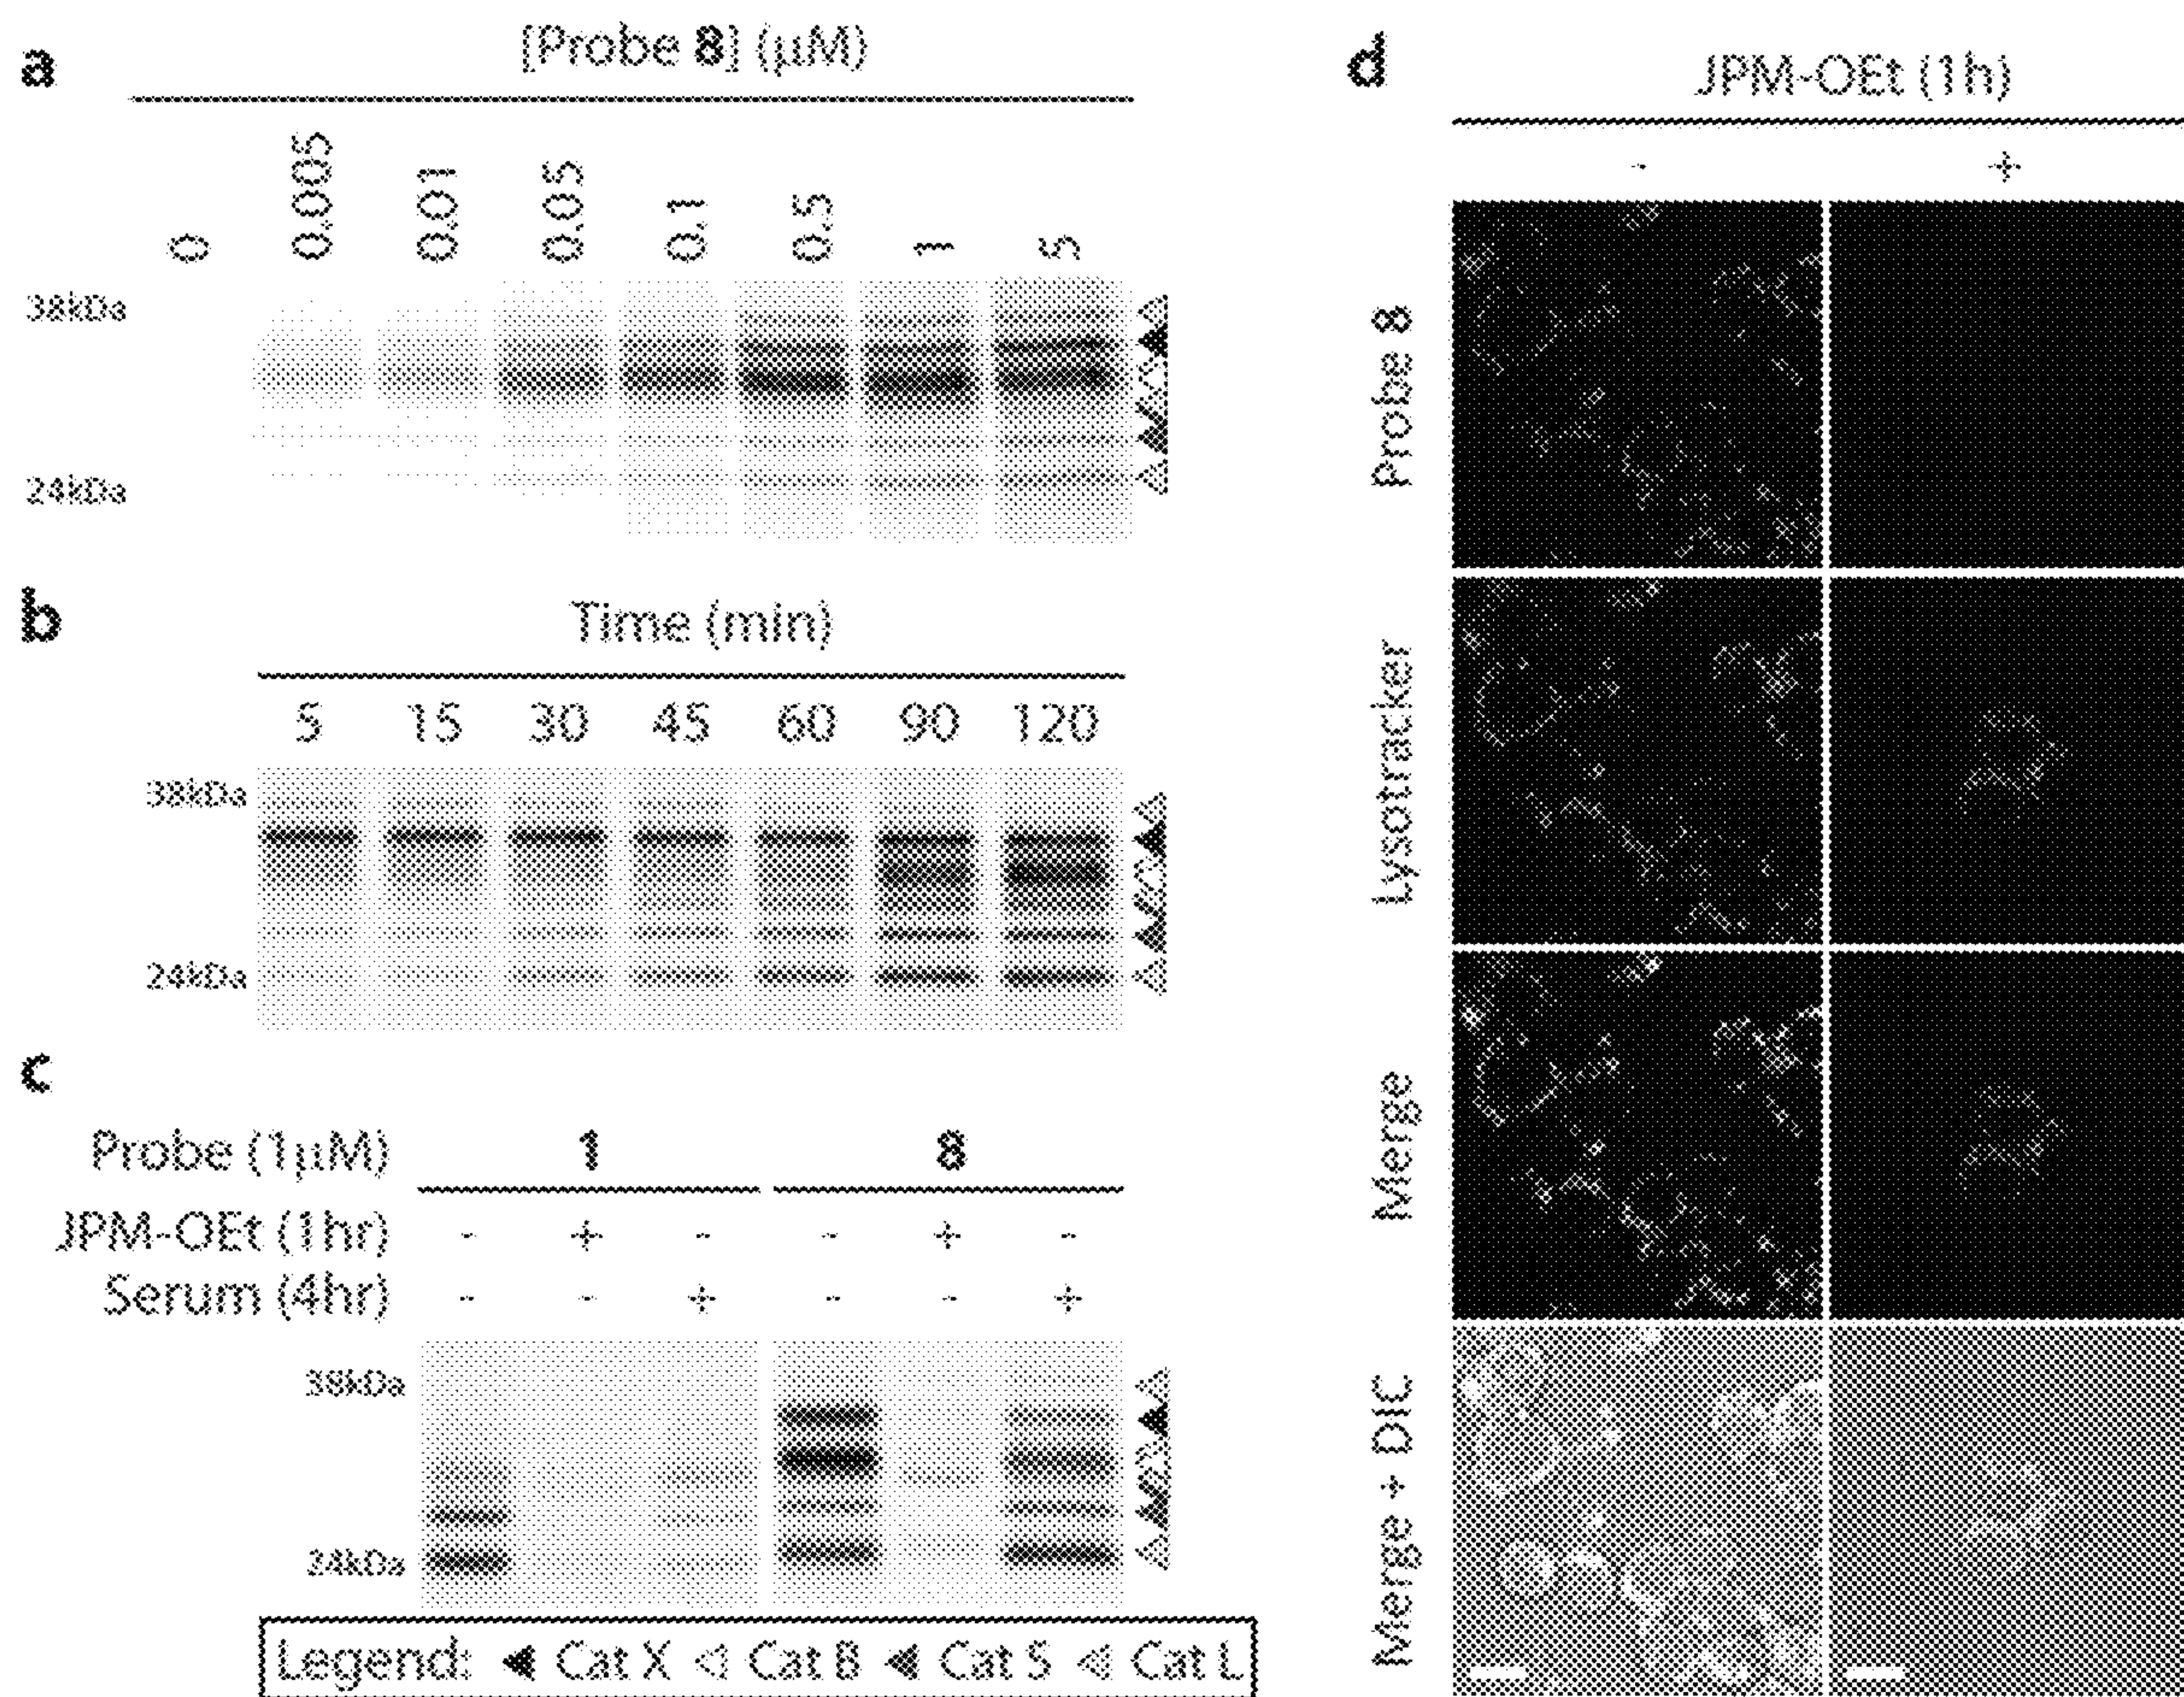 a
[Probe 8] (µM)
0 0.005 0.01 0.05 0.1 0.5 1 5
38kDa
24kDa
b
Time (min)
5 15 30 45 60 90 120
38kDa
24kDa
c
Probe (1µM) 1 8
JPM-OEt (1hr) - + - - + -
Serum (4hr) - - + - - +
38kDa
24kDa
Legend: Cat X Cat B Cat S Cat L
d
JPM-OEt (1h)
- +
Probe 8
Lysotracker
Merge
Merge + DIC